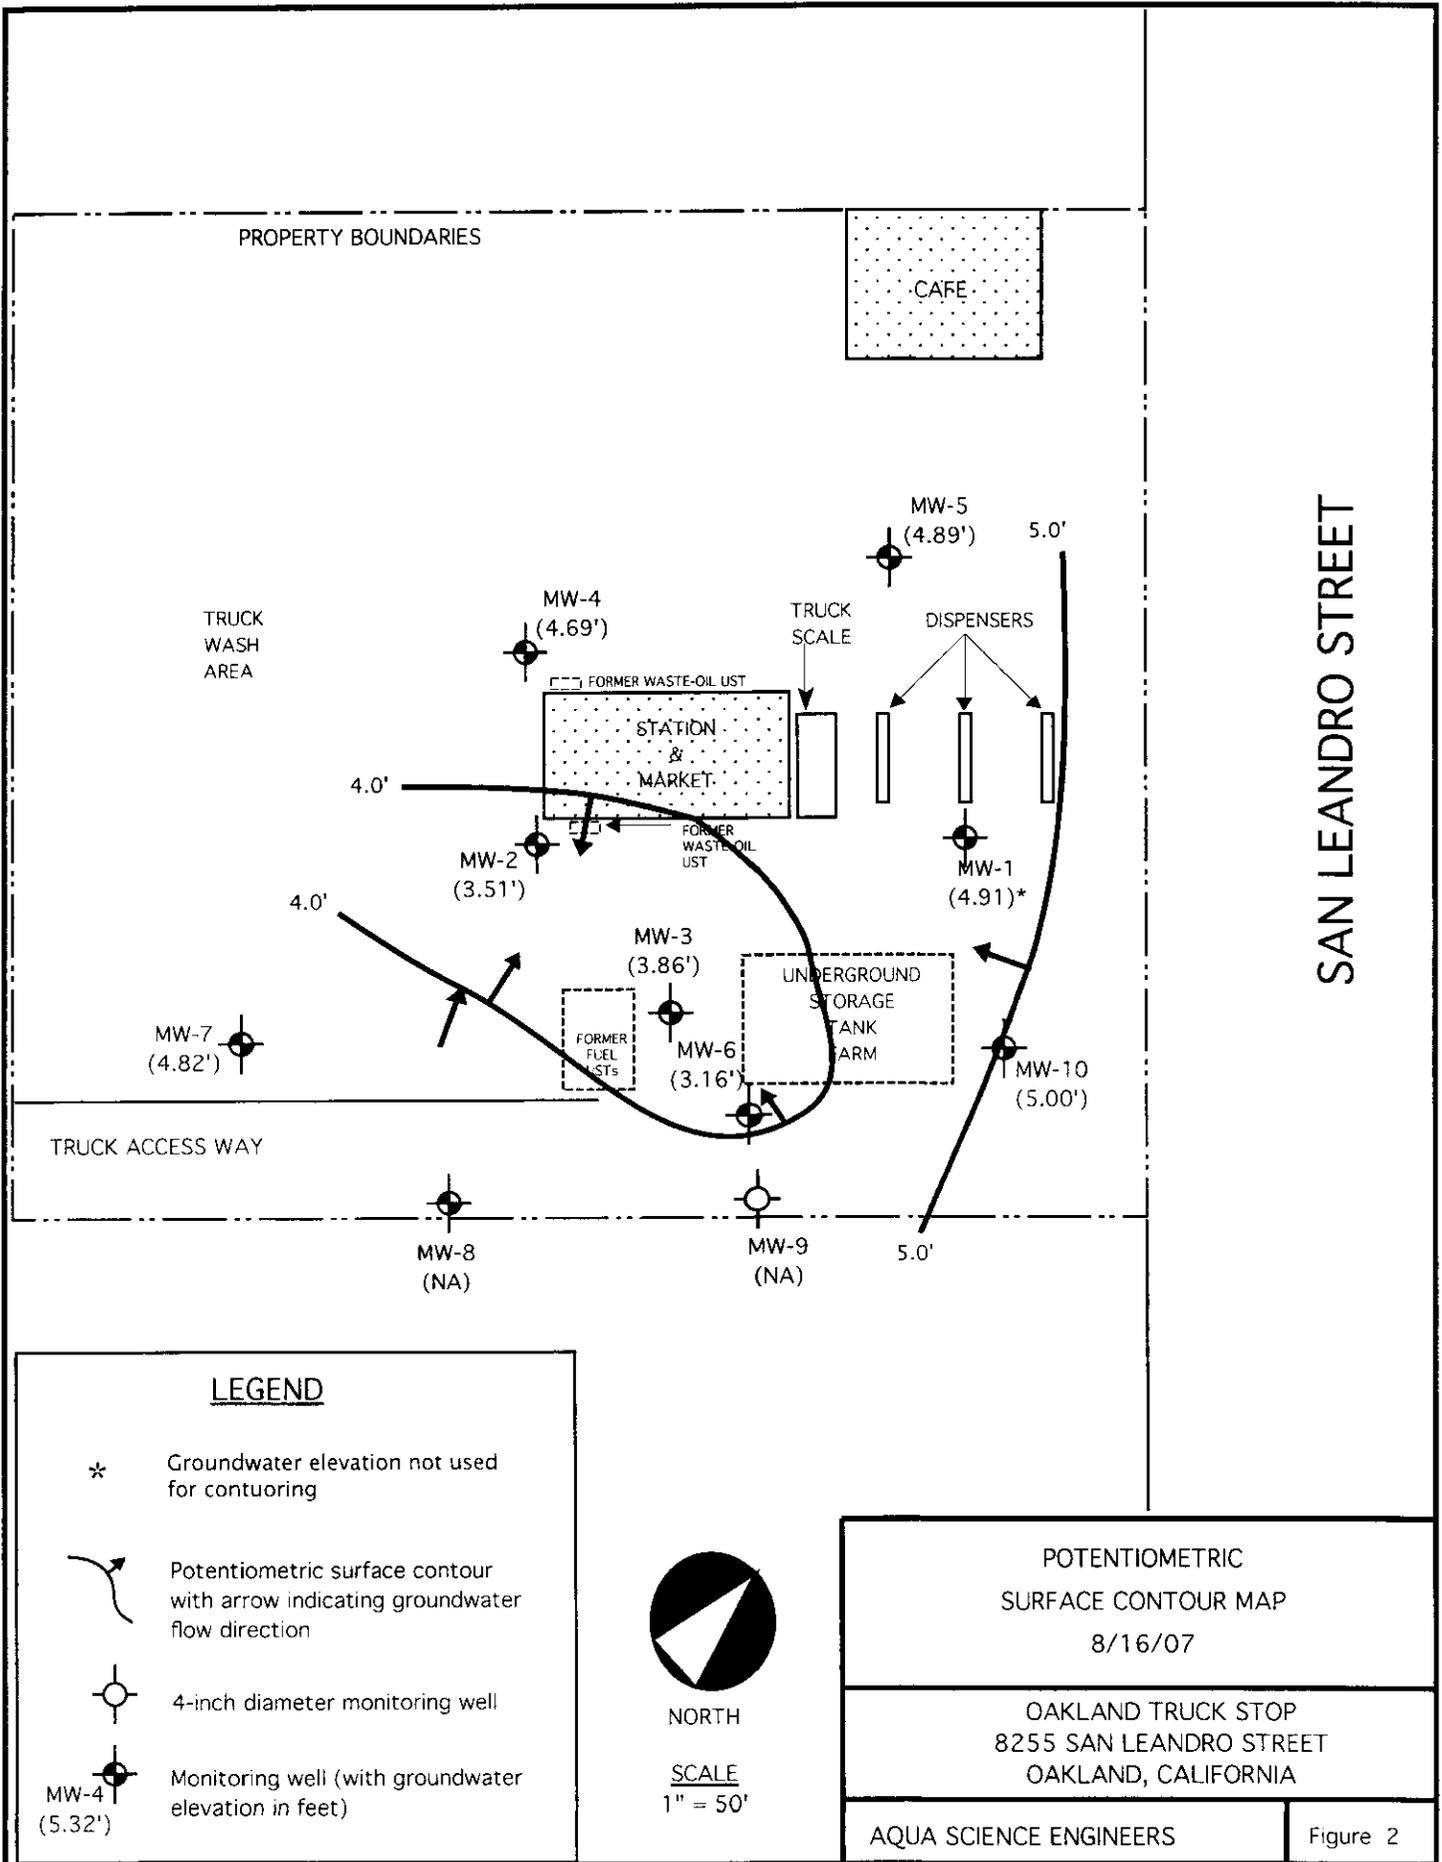 PROPERTY BOUNDARIES
CAFE
SAN LEANDRO STREET
MW-5
(4.89')
5.0'
MW-4
(4.69')
TRUCK
WASH
AREA
TRUCK
SCALE
DISPENSERS
FORMER WASTE-OIL UST
STATION
&
MARKET
4.0'
FORMER
WASTE OIL
UST
MW-2
(3.51')
MW-1
(4.91)*
4.0'
MW-3
(3.86')
UNDERGROUND
STORAGE
TANK
FARM
FORMER
FUEL
USTs
MW-7
(4.82')
MW-6
(3.16')
MW-10
(5.00')
TRUCK ACCESS WAY
MW-8
(NA)
MW-9
(NA)
5.0'
LEGEND
* Groundwater elevation not used
for contuoring
Potentiometric surface contour
with arrow indicating groundwater
flow direction
4-inch diameter monitoring well
MW-4
(5.32')
Monitoring well (with groundwater
elevation in feet)
NORTH
SCALE
1" = 50'
POTENTIOMETRIC
SURFACE CONTOUR MAP
8/16/07
OAKLAND TRUCK STOP
8255 SAN LEANDRO STREET
OAKLAND, CALIFORNIA
AQUA SCIENCE ENGINEERS
Figure 2